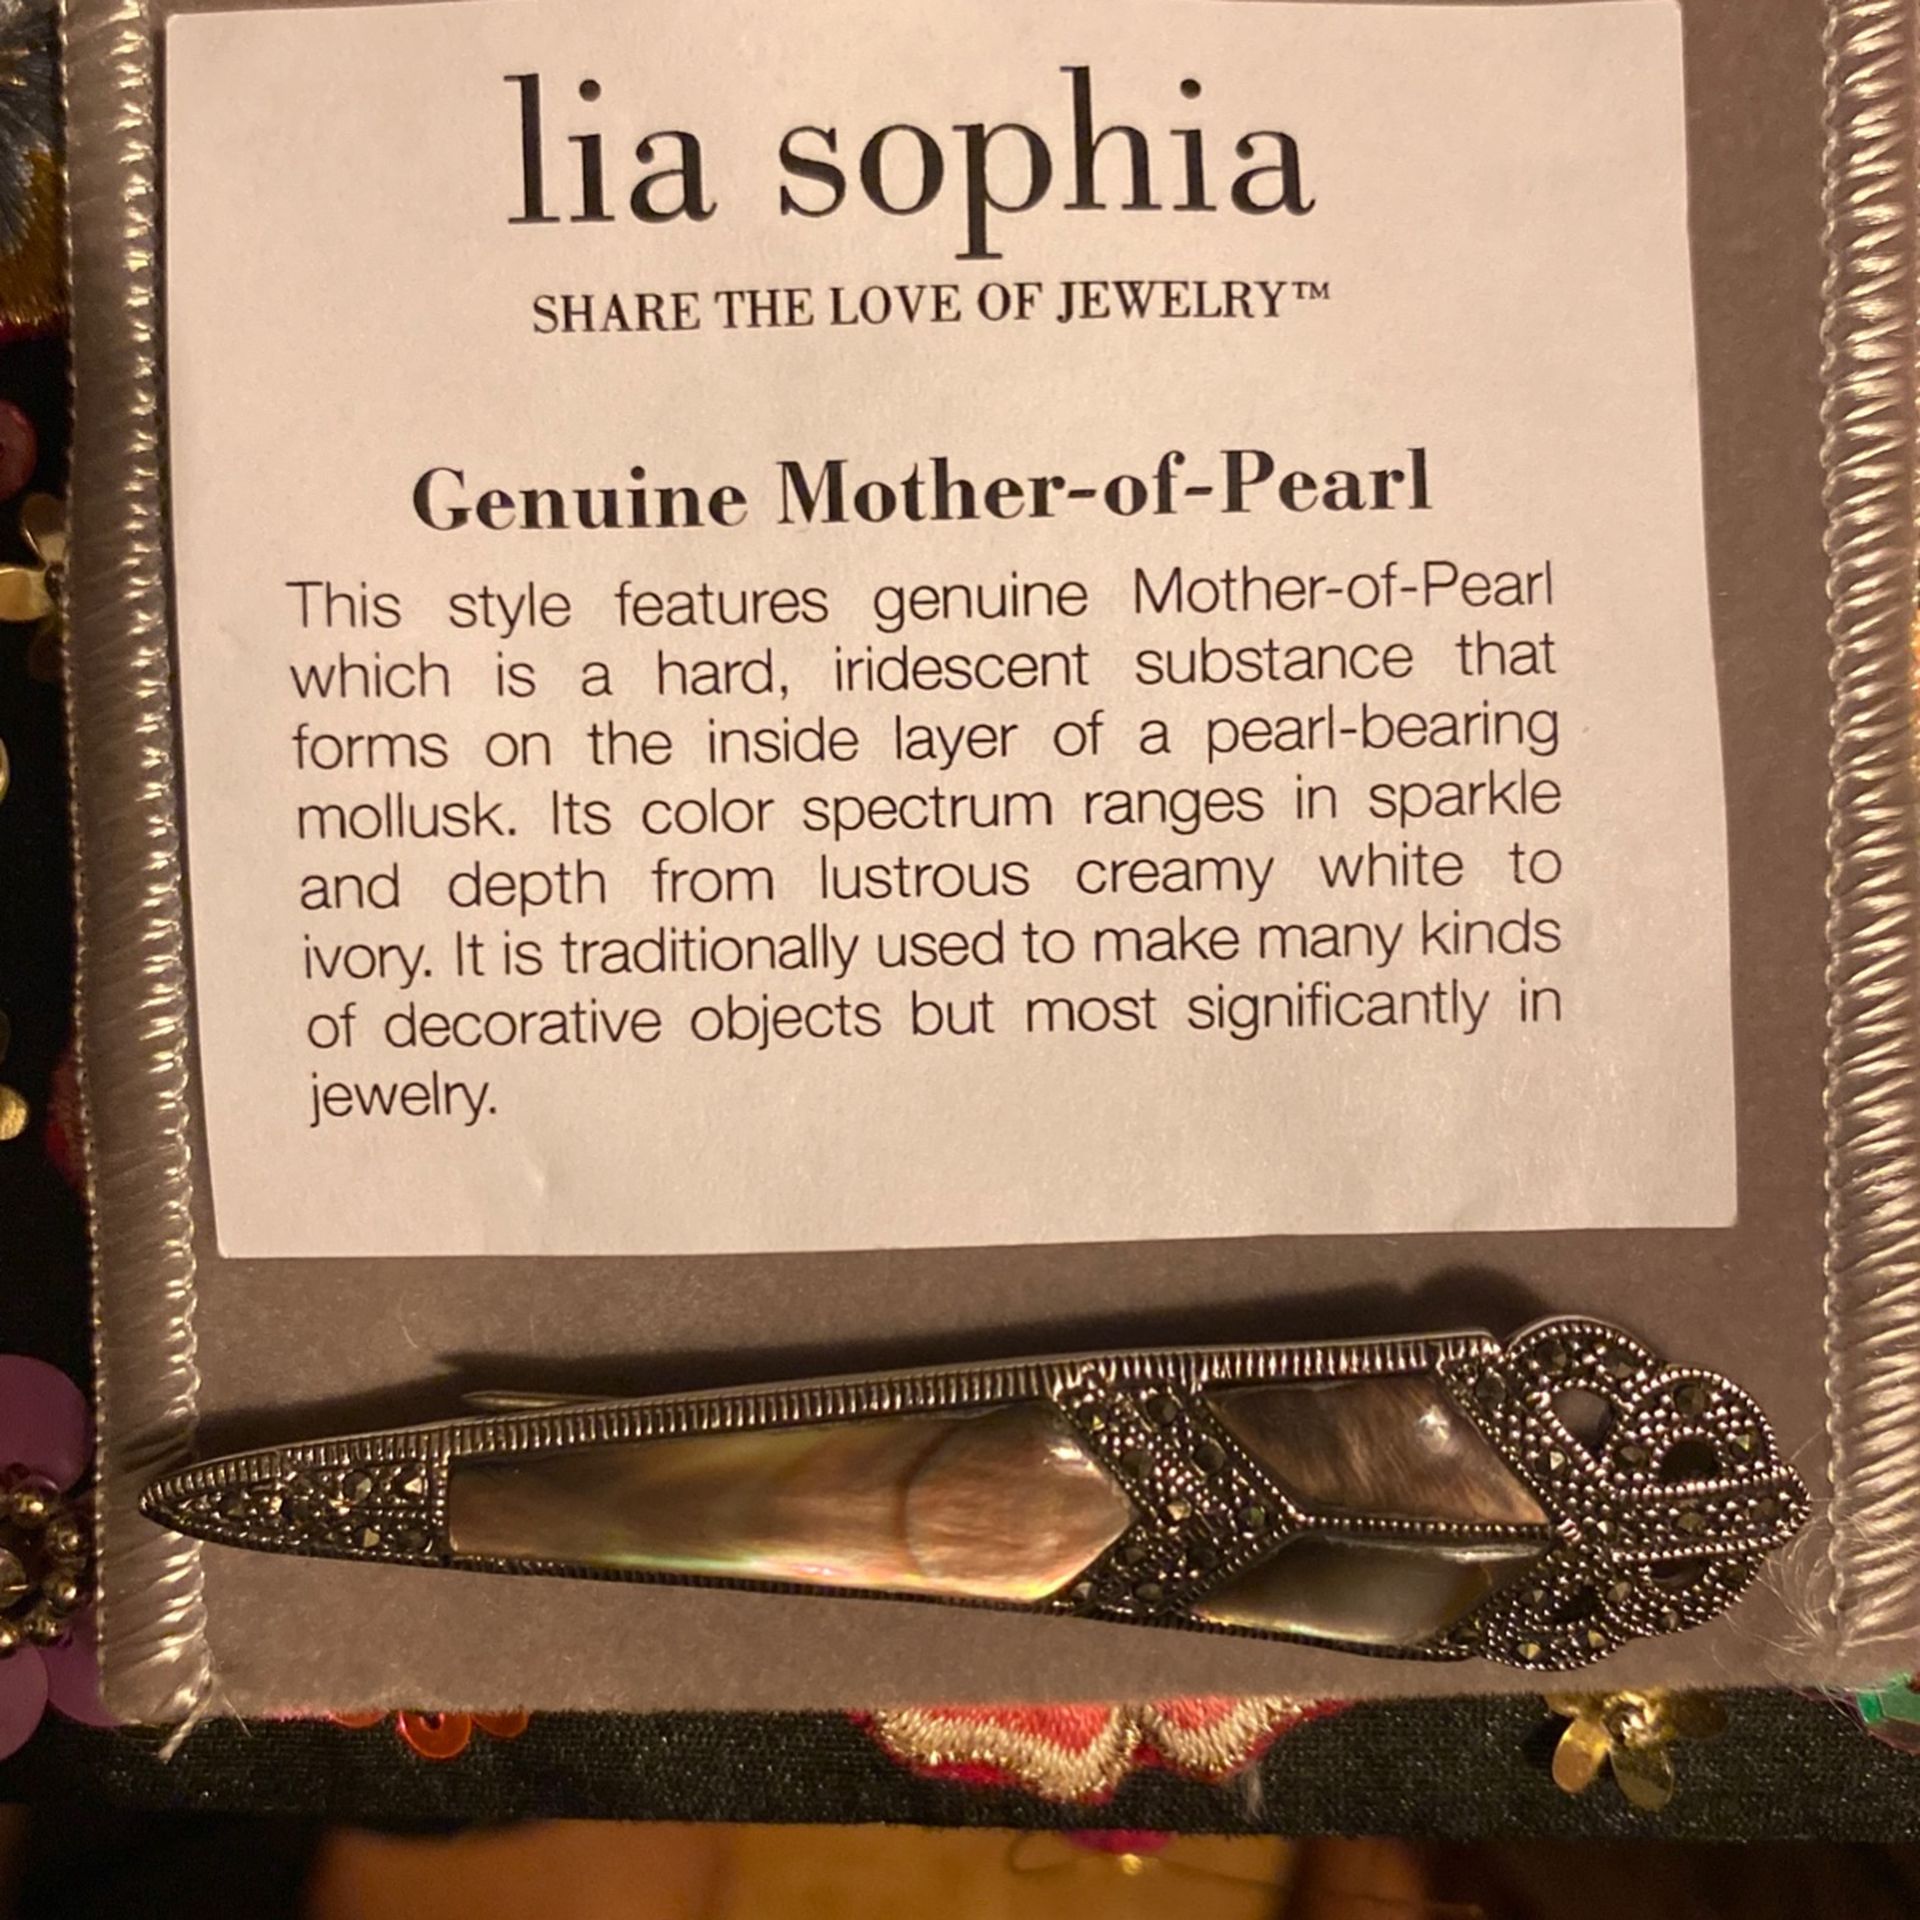 lia sophia
SHARE THE LOVE OF JEWELRY™
Genuine Mother-of-Pearl
This style features genuine Mother-of-Pearl
which is a hard, iridescent substance that
forms on the inside layer of a pearl-bearing
mollusk. Its color spectrum ranges in sparkle
and depth from lustrous creamy white to
ivory. It is traditionally used to make many kinds
of decorative objects but most significantly in
jewelry.